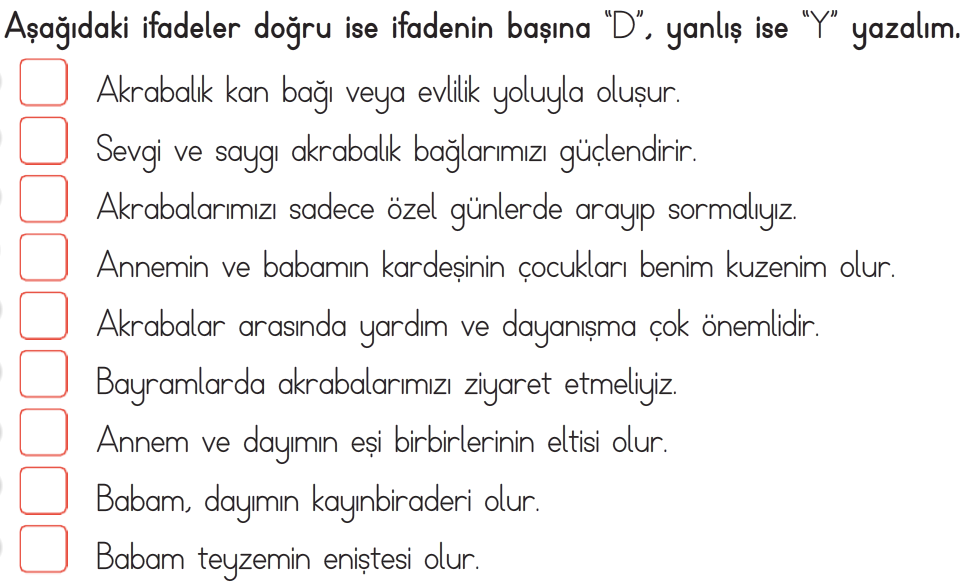 Aşağıdaki ifadeler doğru ise ifadenin başına “D”, yanlış ise “Y” yazalım.
Akrabalık kan bağı veya evlilik yoluyla oluşur.
Sevgi ve saygı akrabalık bağlarımızı güçlendirir.
Akrabalarımızı sadece özel günlerde arayıp sormalıyız.
Annemin ve babamın kardeşinin çocukları benim kuzenim olur.
Akrabalar arasında yardım ve dayanışma çok önemlidir.
Bayramlarda akrabalarımızı ziyaret etmeliyiz.
Annem ve dayımın eşi birbirlerinin eltisi olur.
Babam, dayımın kayınbiraderi olur.
Babam teyzemin eniştesi olur.